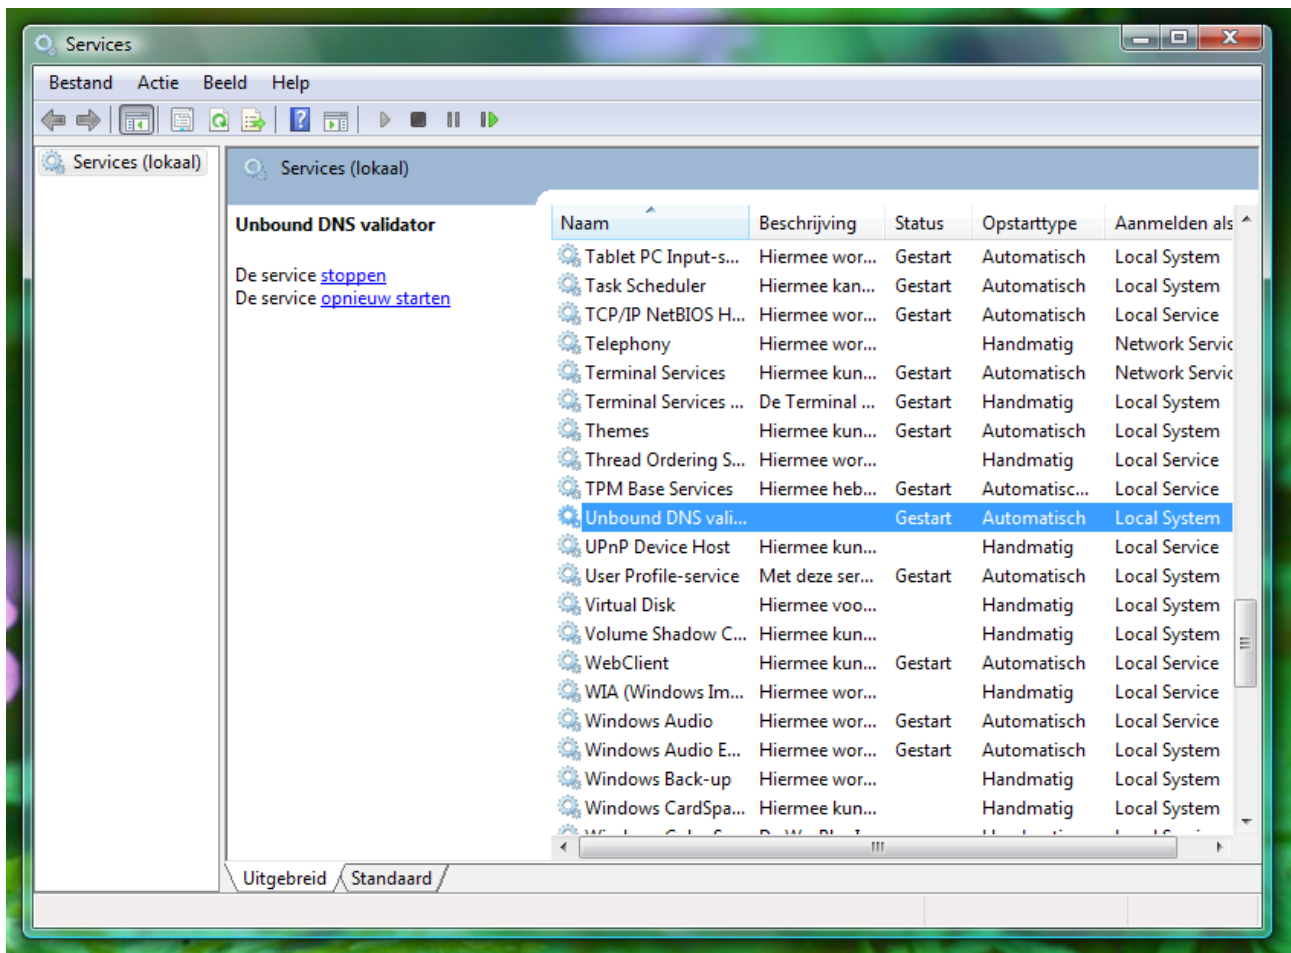 Services
Bestand Actie Beeld Help
Services (lokaal)
Services (lokaal)
Unbound DNS validator
De service stoppen
De service opnieuw starten
Naam Beschrijving Status Opstarttype Aanmelden als
Tablet PC Input-s... Hiermee wor... Gestart Automatisch Local System
Task Scheduler Hiermee kan... Gestart Automatisch Local System
TCP/IP NetBIOS H... Hiermee wor... Gestart Automatisch Local Service
Telephony Hiermee wor... Handmatig Network Servic
Terminal Services Hiermee kun... Gestart Automatisch Network Servic
Terminal Services ... De Terminal ... Gestart Handmatig Local System
Themes Hiermee kun... Gestart Automatisch Local System
Thread Ordering S... Hiermee wor... Handmatig Local Service
TPM Base Services Hiermee heb... Gestart Automatisc... Local Service
Unbound DNS vali... Gestart Automatisch Local System
UPnP Device Host Hiermee kun... Handmatig Local Service
User Profile-service Met deze ser... Gestart Automatisch Local System
Virtual Disk Hiermee voo... Handmatig Local System
Volume Shadow C... Hiermee kun... Handmatig Local System
WebClient Hiermee kun... Gestart Automatisch Local Service
WIA (Windows Im... Hiermee wor... Handmatig Local Service
Windows Audio Hiermee wor... Gestart Automatisch Local Service
Windows Audio E... Hiermee wor... Gestart Automatisch Local System
Windows Back-up Hiermee wor... Handmatig Local System
Windows CardSpa... Hiermee kun... Handmatig Local System
Uitgebreid Standaard